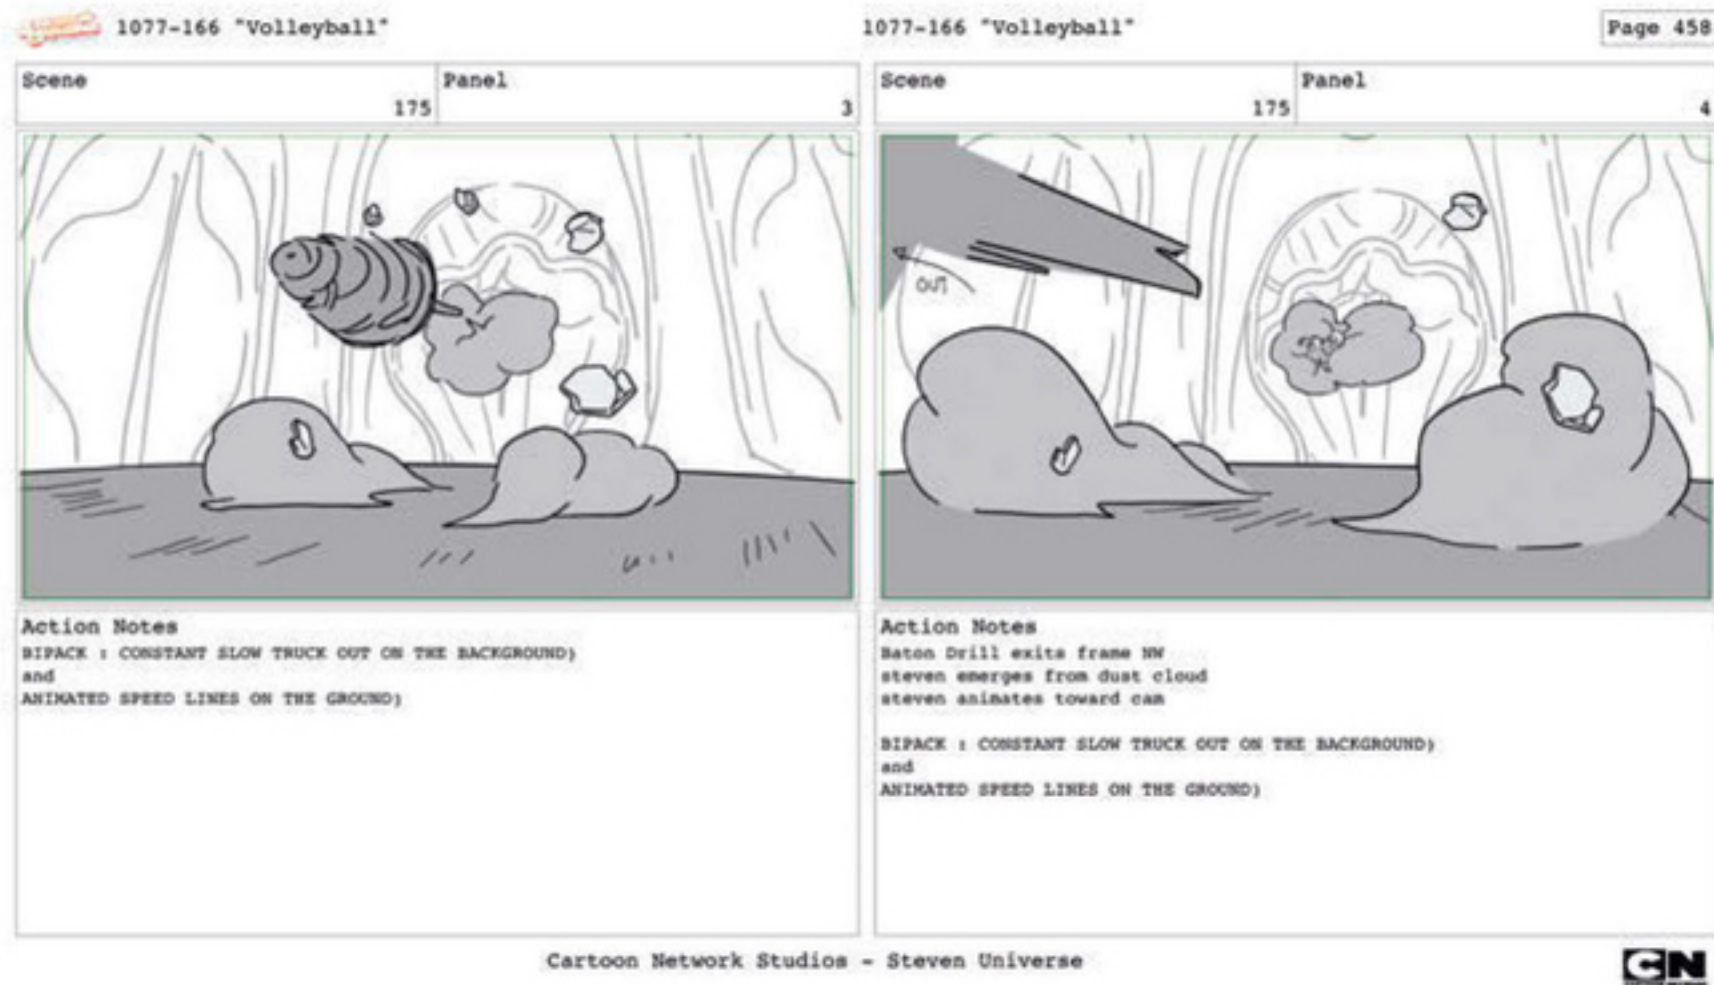 1077-166 "Volleyball"
1077-166 "Volleyball"
Page 458
Scene
175
Panel
3
Scene
175
Panel
4
OUT
Action Notes
BIPACK : CONSTANT SLOW TRUCK OUT ON THE BACKGROUND)
and
ANIMATED SPEED LINES ON THE GROUND)
Action Notes
Baton Drill exits frame NW
steven emerges from dust cloud
steven animates toward cam
BIPACK : CONSTANT SLOW TRUCK OUT ON THE BACKGROUND)
and
ANIMATED SPEED LINES ON THE GROUND)
Cartoon Network Studios - Steven Universe
CN